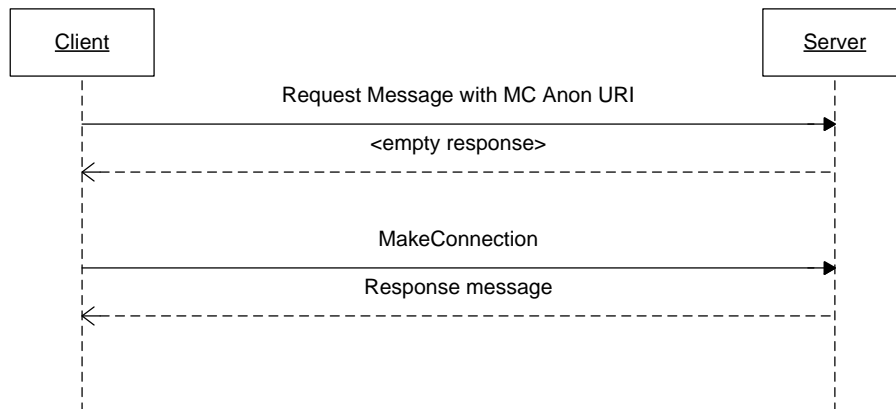 Client
Server
Request Message with MC Anon URI
<empty response>
MakeConnection
Response message